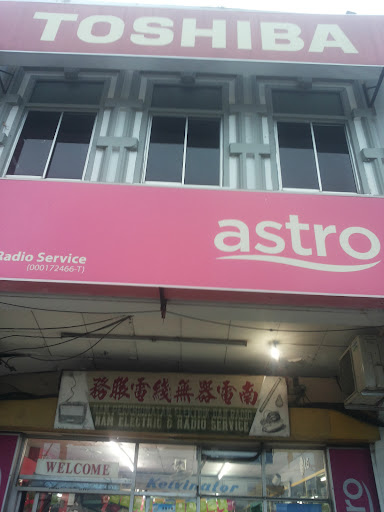 TOSHIBA
astro
Radio Service
(000172466-T)
務服電線無器電南
NAN ELECTRIC & RADIO SERVICE
WELCOME
Kelvinator